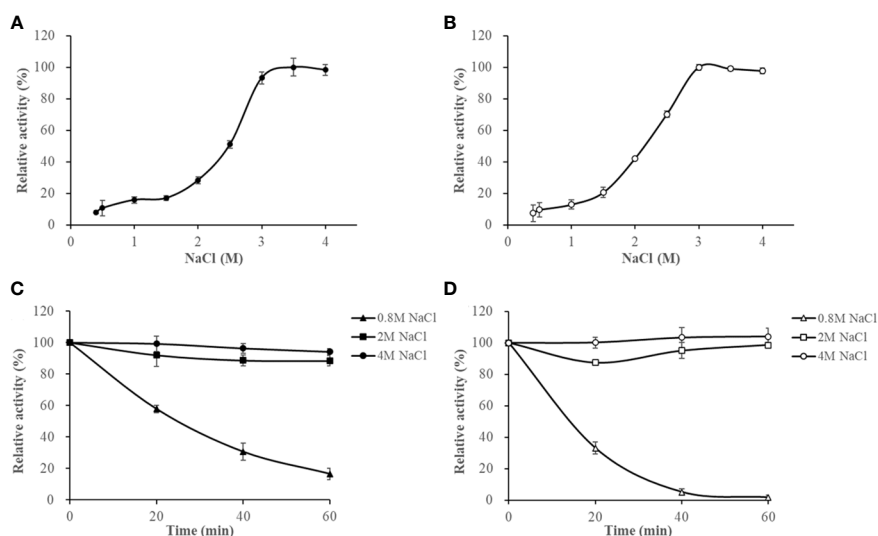 A
120
100
80
60
40
20
0
Relative activity (%)
0 1 2 3 4
NaCl (M)
B
120
100
80
60
40
20
0
Relative activity (%)
0 1 2 3 4
NaCl (M)
C
120
100
80
60
40
20
0
Relative activity (%)
0 20 40 60
Time (min)
0.8M NaCl
2M NaCl
4M NaCl
D
120
100
80
60
40
20
0
Relative activity (%)
0 20 40 60
Time (min)
0.8M NaCl
2M NaCl
4M NaCl